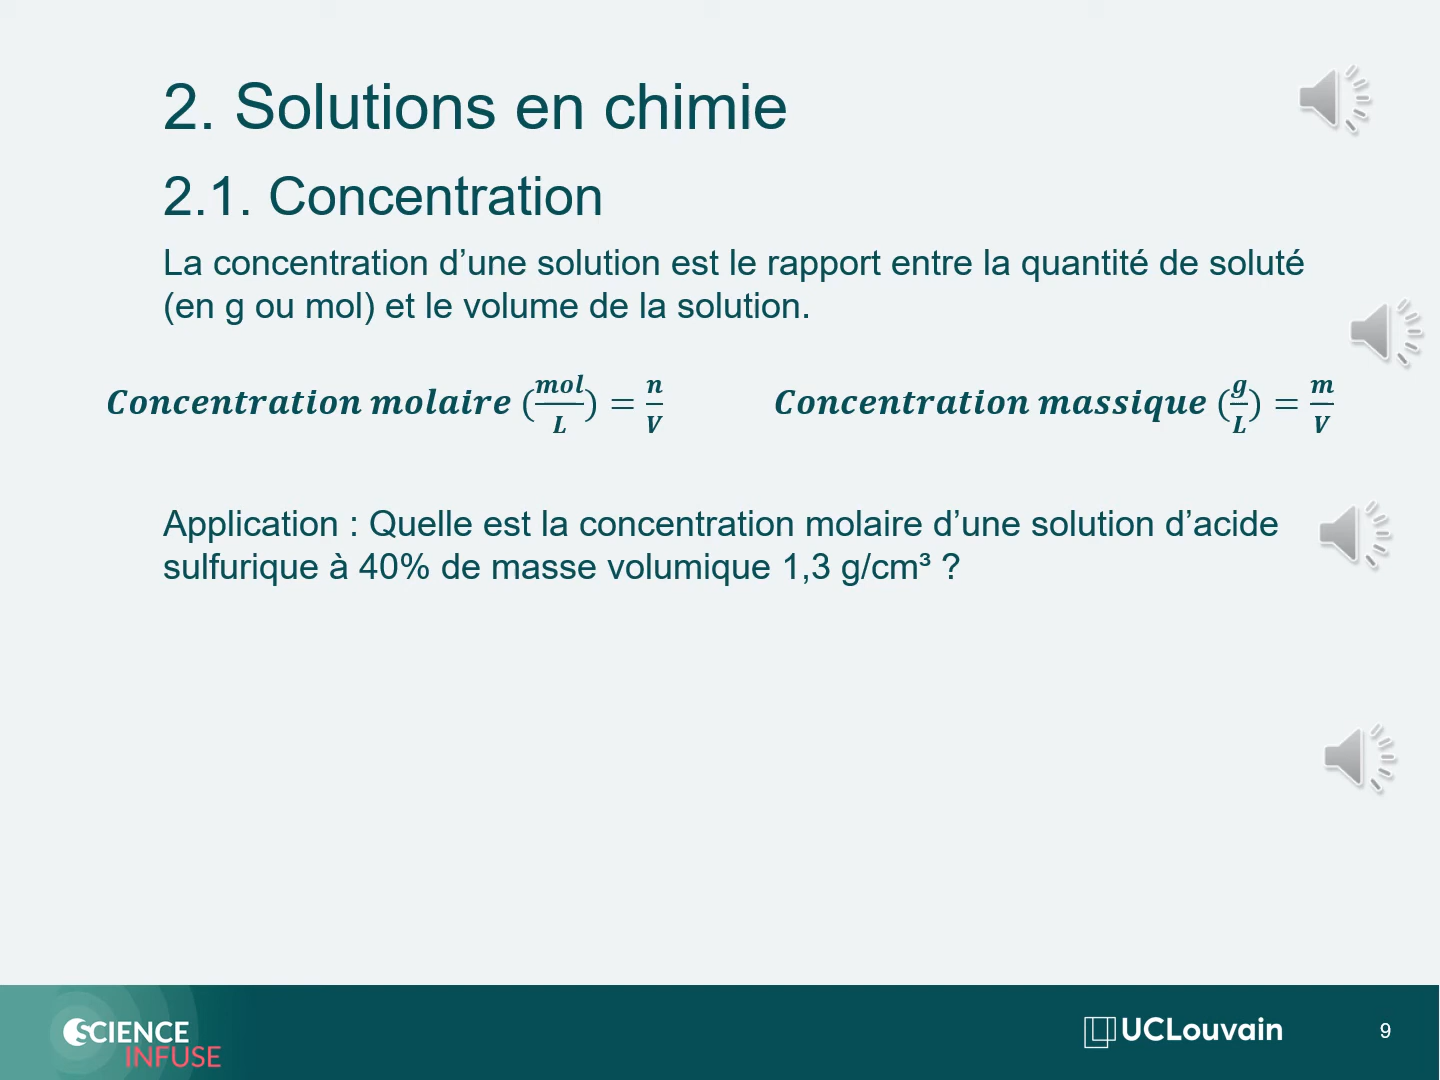 2. Solutions en chimie
2.1. Concentration
La concentration d’une solution est le rapport entre la quantité de soluté
(en g ou mol) et le volume de la solution.
Concentration molaire (mol/L) = n/V
Concentration massique (g/L) = m/V
Application : Quelle est la concentration molaire d’une solution d’acide
sulfurique à 40% de masse volumique 1,3 g/cm³ ?
SCIENCE
INFUSE
UCLouvain
9